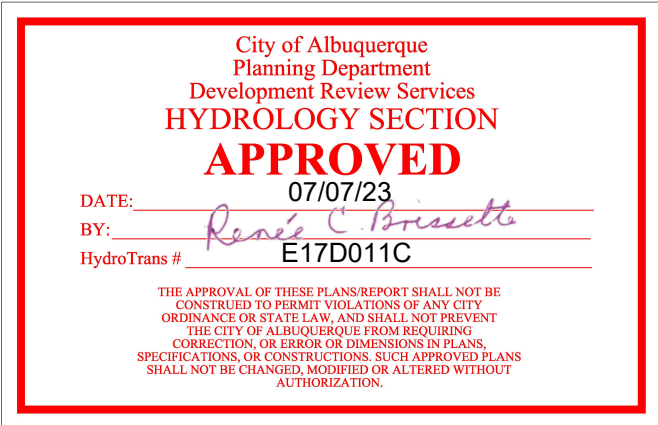 City of Albuquerque
Planning Department
Development Review Services
HYDROLOGY SECTION
APPROVED
DATE: 07/07/23
BY: Renée C. Brissette
HydroTrans # E17D011C
THE APPROVAL OF THESE PLANS/REPORT SHALL NOT BE
CONSTRUED TO PERMIT VIOLATIONS OF ANY CITY
ORDINANCE OR STATE LAW, AND SHALL NOT PREVENT
THE CITY OF ALBUQUERQUE FROM REQUIRING
CORRECTION, OR ERROR OR DIMENSIONS IN PLANS,
SPECIFICATIONS, OR CONSTRUCTIONS. SUCH APPROVED PLANS
SHALL NOT BE CHANGED, MODIFIED OR ALTERED WITHOUT
AUTHORIZATION.